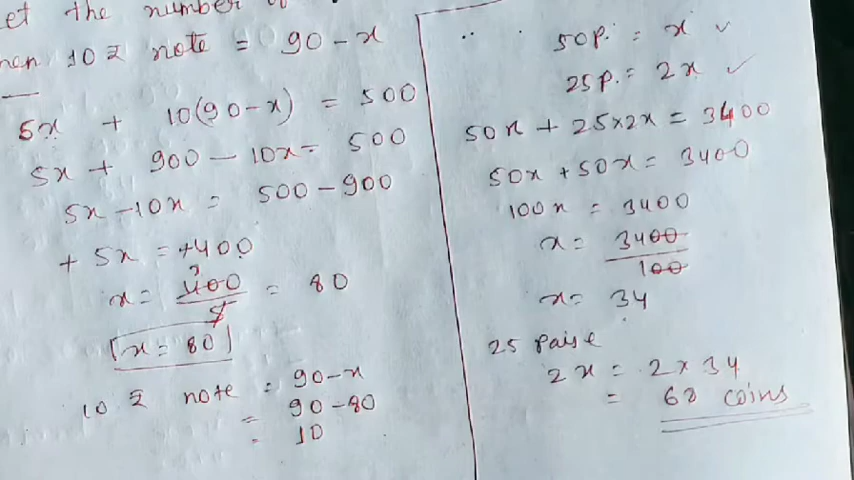 et the number
10 ₹ note = 90 - x
5x + 10(90 - x) = 500
5x + 900 - 10x = 500
5x - 10x = 500 - 900
+ 5x = +400
x = 400/5 = 80
x = 80
10 ₹ note = 90 - x
= 90 - 80
= 10
50p. = x ✓
25p. = 2x ✓
50x + 25×2x = 3400
50x + 50x = 3400
100x = 3400
x = 3400/100
x = 34
25 paise
2x = 2 × 34
= 68 coins